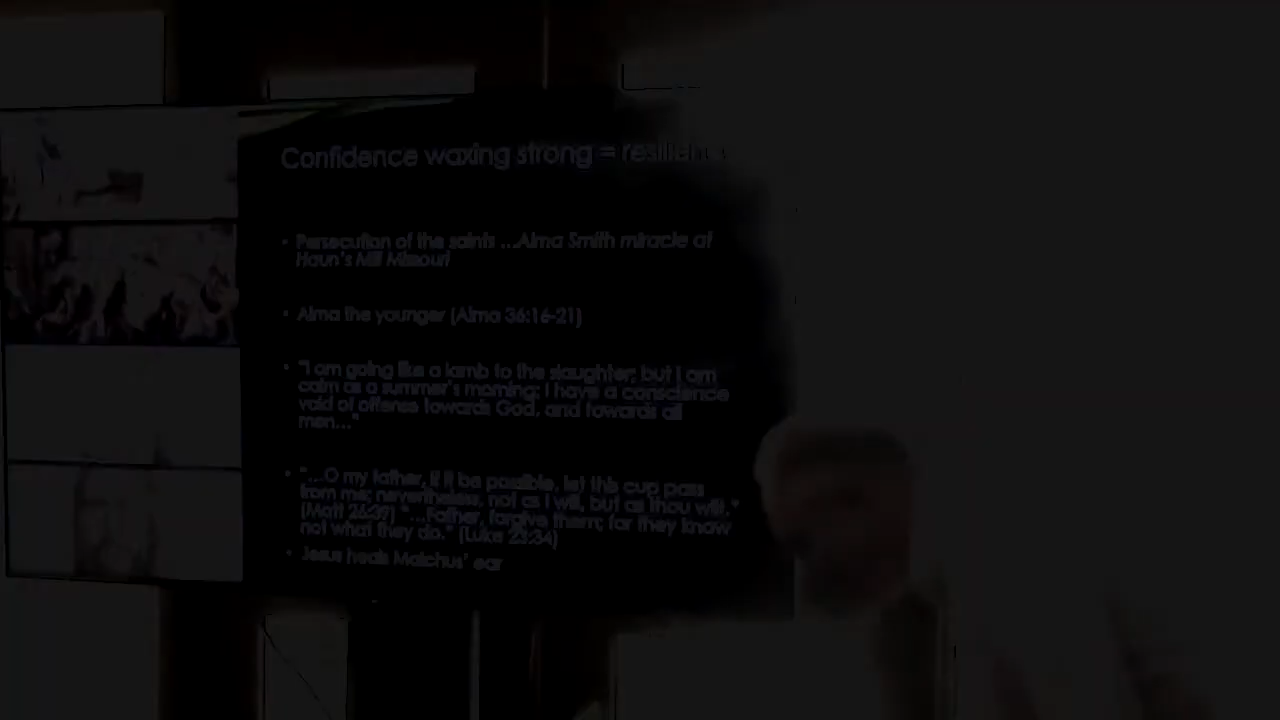 Confidence waxing strong = resilience
• Persecution of the saints ...Alma Smith miracle at
Haun's Mill Missouri
• Alma the younger (Alma 36:16-21)
• "I am going like a lamb to the slaughter; but I am
calm as a summer's morning; I have a conscience
void of offense towards God, and towards all
men..."
• "...O my father, if it be possible, let this cup pass
from me; nevertheless, not as I will, but as thou wilt."
(Matt 26:39) "...Father, forgive them; for they know
not what they do." (Luke 23:34)
• Jesus heals Malchus' ear